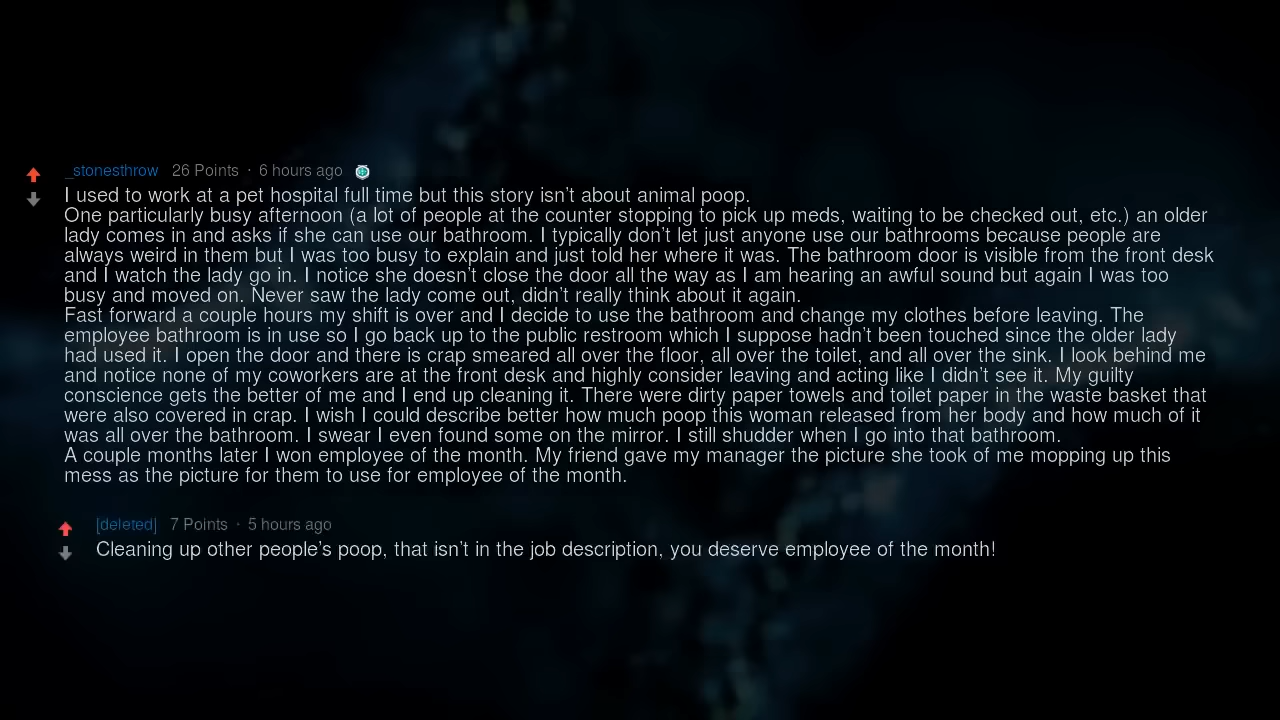 _stonesthrow 26 Points · 6 hours ago
I used to work at a pet hospital full time but this story isn't about animal poop.
One particularly busy afternoon (a lot of people at the counter stopping to pick up meds, waiting to be checked out, etc.) an older
lady comes in and asks if she can use our bathroom. I typically don't let just anyone use our bathrooms because people are
always weird in them but I was too busy to explain and just told her where it was. The bathroom door is visible from the front desk
and I watch the lady go in. I notice she doesn't close the door all the way as I am hearing an awful sound but again I was too
busy and moved on. Never saw the lady come out, didn't really think about it again.
Fast forward a couple hours my shift is over and I decide to use the bathroom and change my clothes before leaving. The
employee bathroom is in use so I go back up to the public restroom which I suppose hadn't been touched since the older lady
had used it. I open the door and there is crap smeared all over the floor, all over the toilet, and all over the sink. I look behind me
and notice none of my coworkers are at the front desk and highly consider leaving and acting like I didn't see it. My guilty
conscience gets the better of me and I end up cleaning it. There were dirty paper towels and toilet paper in the waste basket that
were also covered in crap. I wish I could describe better how much poop this woman released from her body and how much of it
was all over the bathroom. I swear I even found some on the mirror. I still shudder when I go into that bathroom.
A couple months later I won employee of the month. My friend gave my manager the picture she took of me mopping up this
mess as the picture for them to use for employee of the month.
[deleted] 7 Points · 5 hours ago
Cleaning up other people's poop, that isn't in the job description, you deserve employee of the month!